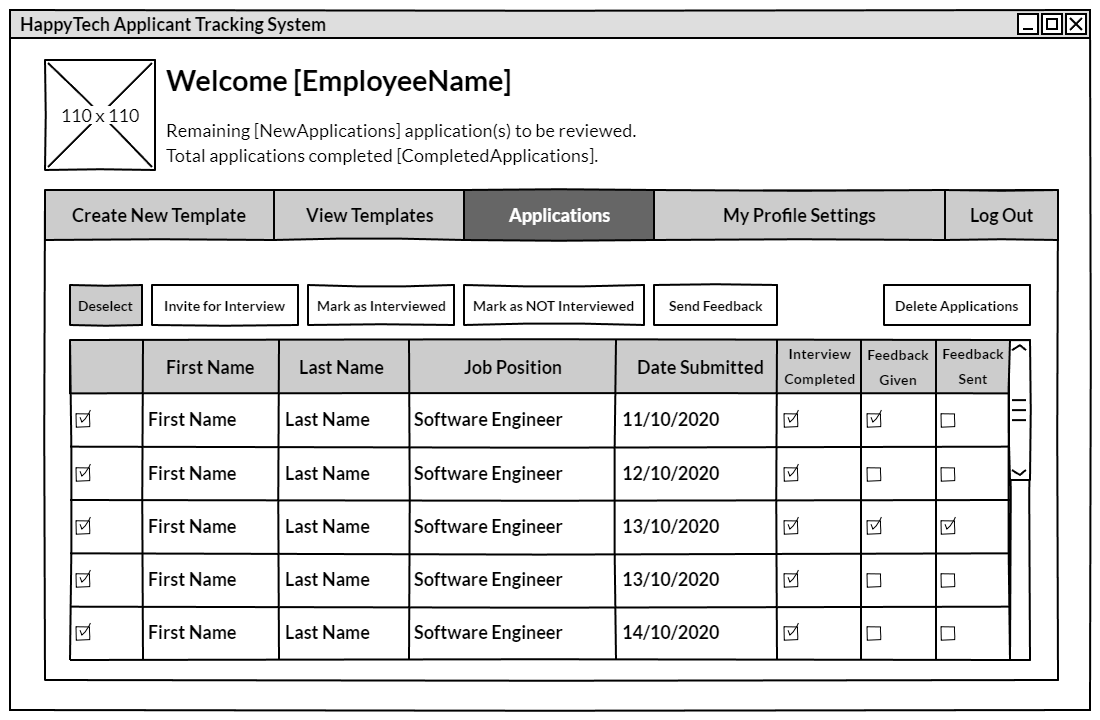 HappyTech Applicant Tracking System
110 x 110
Welcome [EmployeeName]
Remaining [NewApplications] application(s) to be reviewed.
Total applications completed [CompletedApplications].
Create New Template View Templates Applications My Profile Settings Log Out
Deselect Invite for Interview Mark as Interviewed Mark as NOT Interviewed Send Feedback Delete Applications
First Name Last Name Job Position Date Submitted Interview Completed Feedback Given Feedback Sent
First Name Last Name Software Engineer 11/10/2020
First Name Last Name Software Engineer 12/10/2020
First Name Last Name Software Engineer 13/10/2020
First Name Last Name Software Engineer 13/10/2020
First Name Last Name Software Engineer 14/10/2020